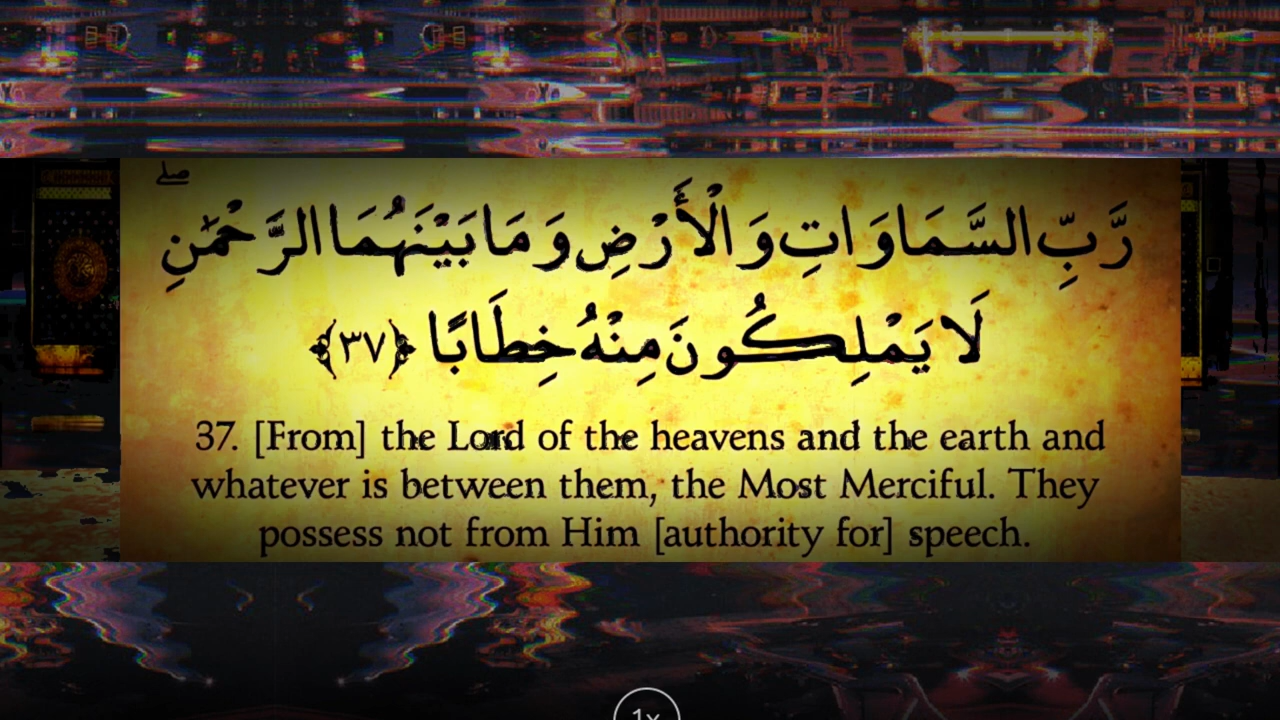 رَّبِّ السَّمَاوَاتِ وَالْأَرْضِ وَمَا بَيْنَهُمَا الرَّحْمَٰنِ ۖ
لَا يَمْلِكُونَ مِنْهُ خِطَابًا ﴿٣٧﴾
37. [From] the Lord of the heavens and the earth and
whatever is between them, the Most Merciful. They
possess not from Him [authority for] speech.
1x